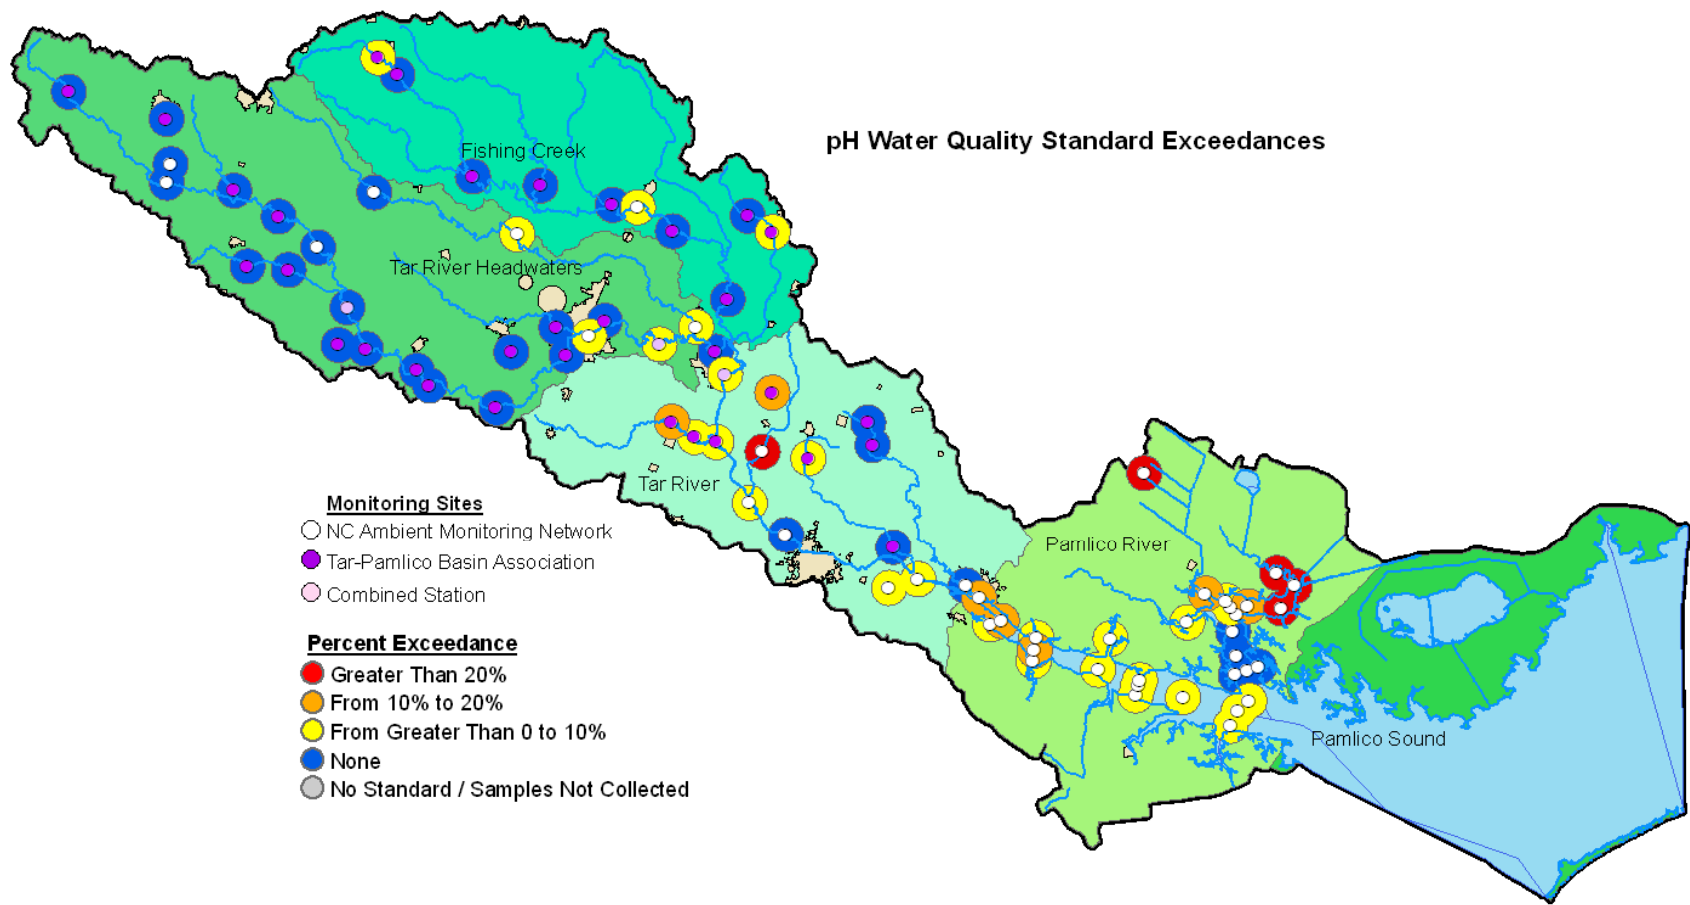 pH Water Quality Standard Exceedances
Fishing Creek
Tar River Headwaters
Tar River
Pamlico River
Pamlico Sound
Monitoring Sites
NC Ambient Monitoring Network
Tar-Pamlico Basin Association
Combined Station
Percent Exceedance
Greater Than 20%
From 10% to 20%
From Greater Than 0 to 10%
None
No Standard / Samples Not Collected